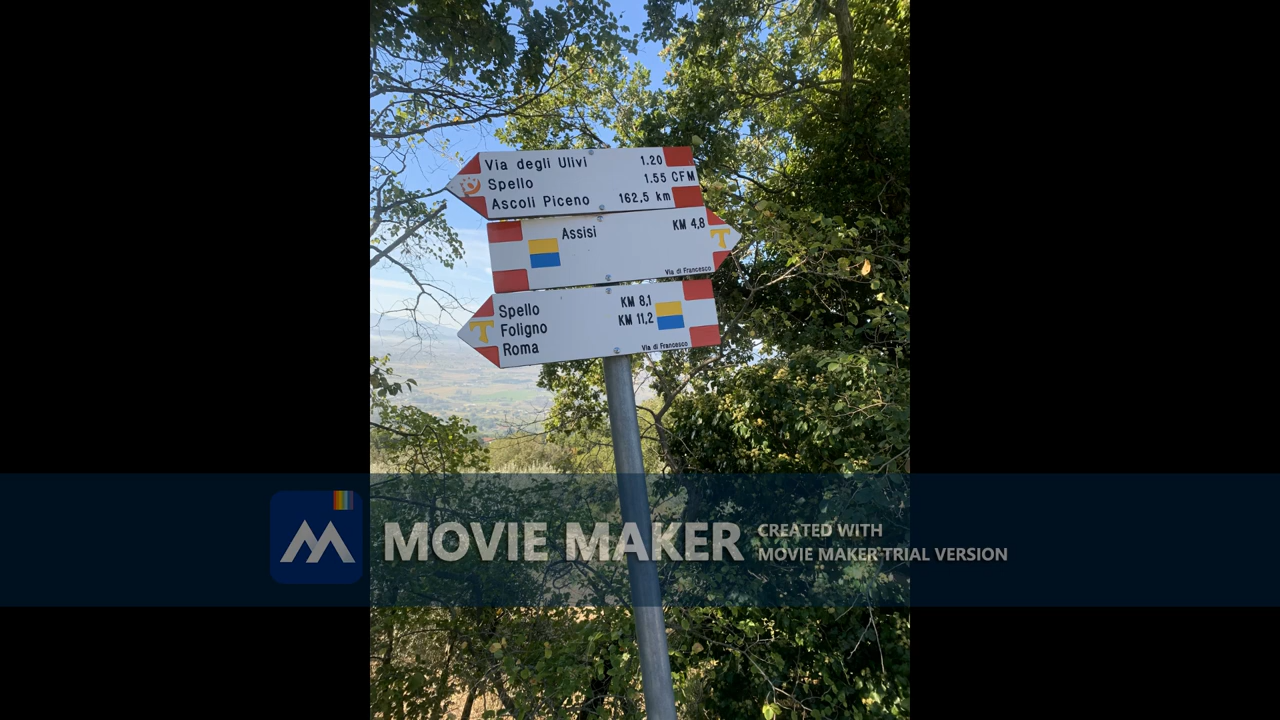 Via degli Ulivi 1.20
Spello 1.55 CFM
Ascoli Piceno 162,5 km
Assisi KM 4,8
Via di Francesco
Spello KM 8,1
Foligno KM 11,2
Roma
Via di Francesco
MOVIE MAKER
CREATED WITH
MOVIE MAKER TRIAL VERSION